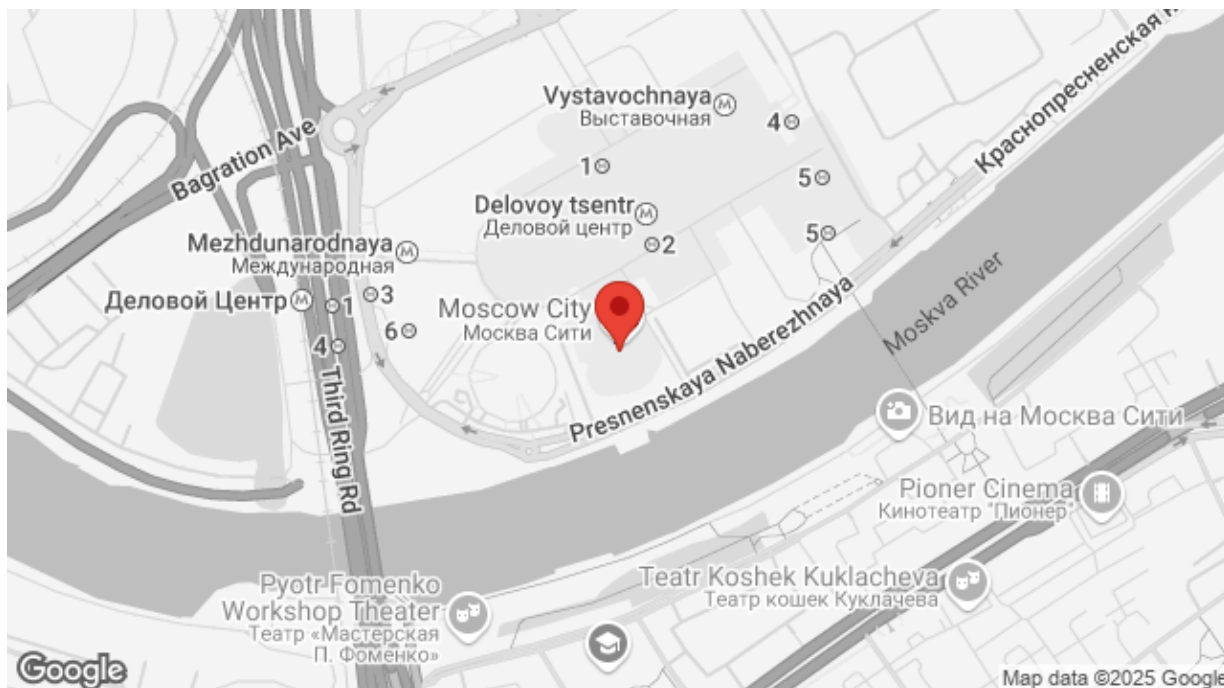 Краснопресненская н
Vystavochnaya
Выставочная
4
Bagration Ave
1
5
Delovoy tsentr
Деловой центр
2
5
Mezhdunarodnaya
Международная
Деловой Центр
1
3
Moscow City
Москва Сити
6
4
Third Ring Rd
Presnenskaya Naberezhnaya
Moskva River
Вид на Москва Сити
Pioner Cinema
Кинотеатр "Пионер"
Teatr Koshek Kuklacheva
Театр кошек Куклачева
Pyotr Fomenko
Workshop Theater
Театр «Мастерская
П. Фоменко»
Google
Map data ©2025 Google